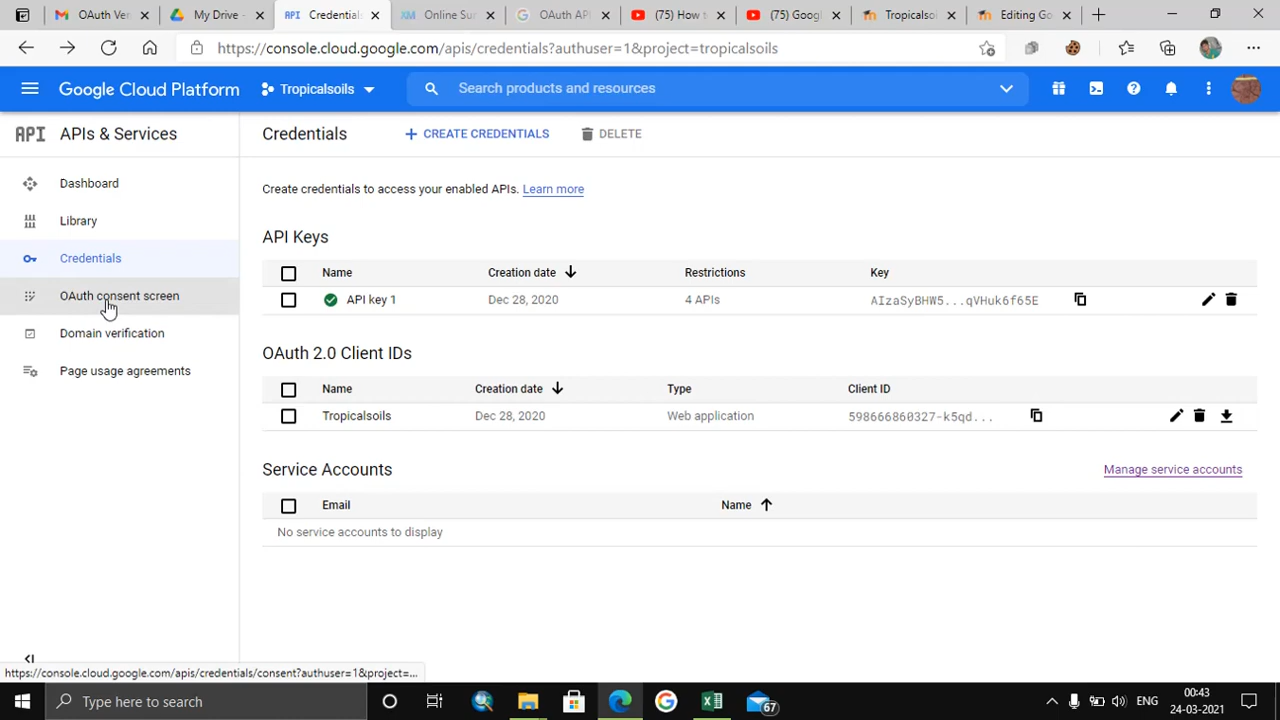 OAuth Ver
My Drive -
API
Credentials
XM
Online Sur
OAuth API
(75) How t
(75) Googl
Tropicalsoi
Editing Go
https://console.cloud.google.com/apis/credentials?authuser=1&project=tropicalsoils
Google Cloud Platform
Tropicalsoils
Search products and resources
API
APIs & Services
Credentials
CREATE CREDENTIALS
DELETE
Dashboard
Library
Credentials
OAuth consent screen
Domain verification
Page usage agreements
Create credentials to access your enabled APIs. Learn more
API Keys
Name Creation date Restrictions Key
API key 1 Dec 28, 2020 4 APIs AIzaSyBHW5...qVHuk6f65E
OAuth 2.0 Client IDs
Name Creation date Type Client ID
Tropicalsoils Dec 28, 2020 Web application 598666860327-k5qd...
Service Accounts
Manage service accounts
Email Name
No service accounts to display
https://console.cloud.google.com/apis/credentials/consent?authuser=1&project=...
Type here to search
67
ENG
00:43
24-03-2021